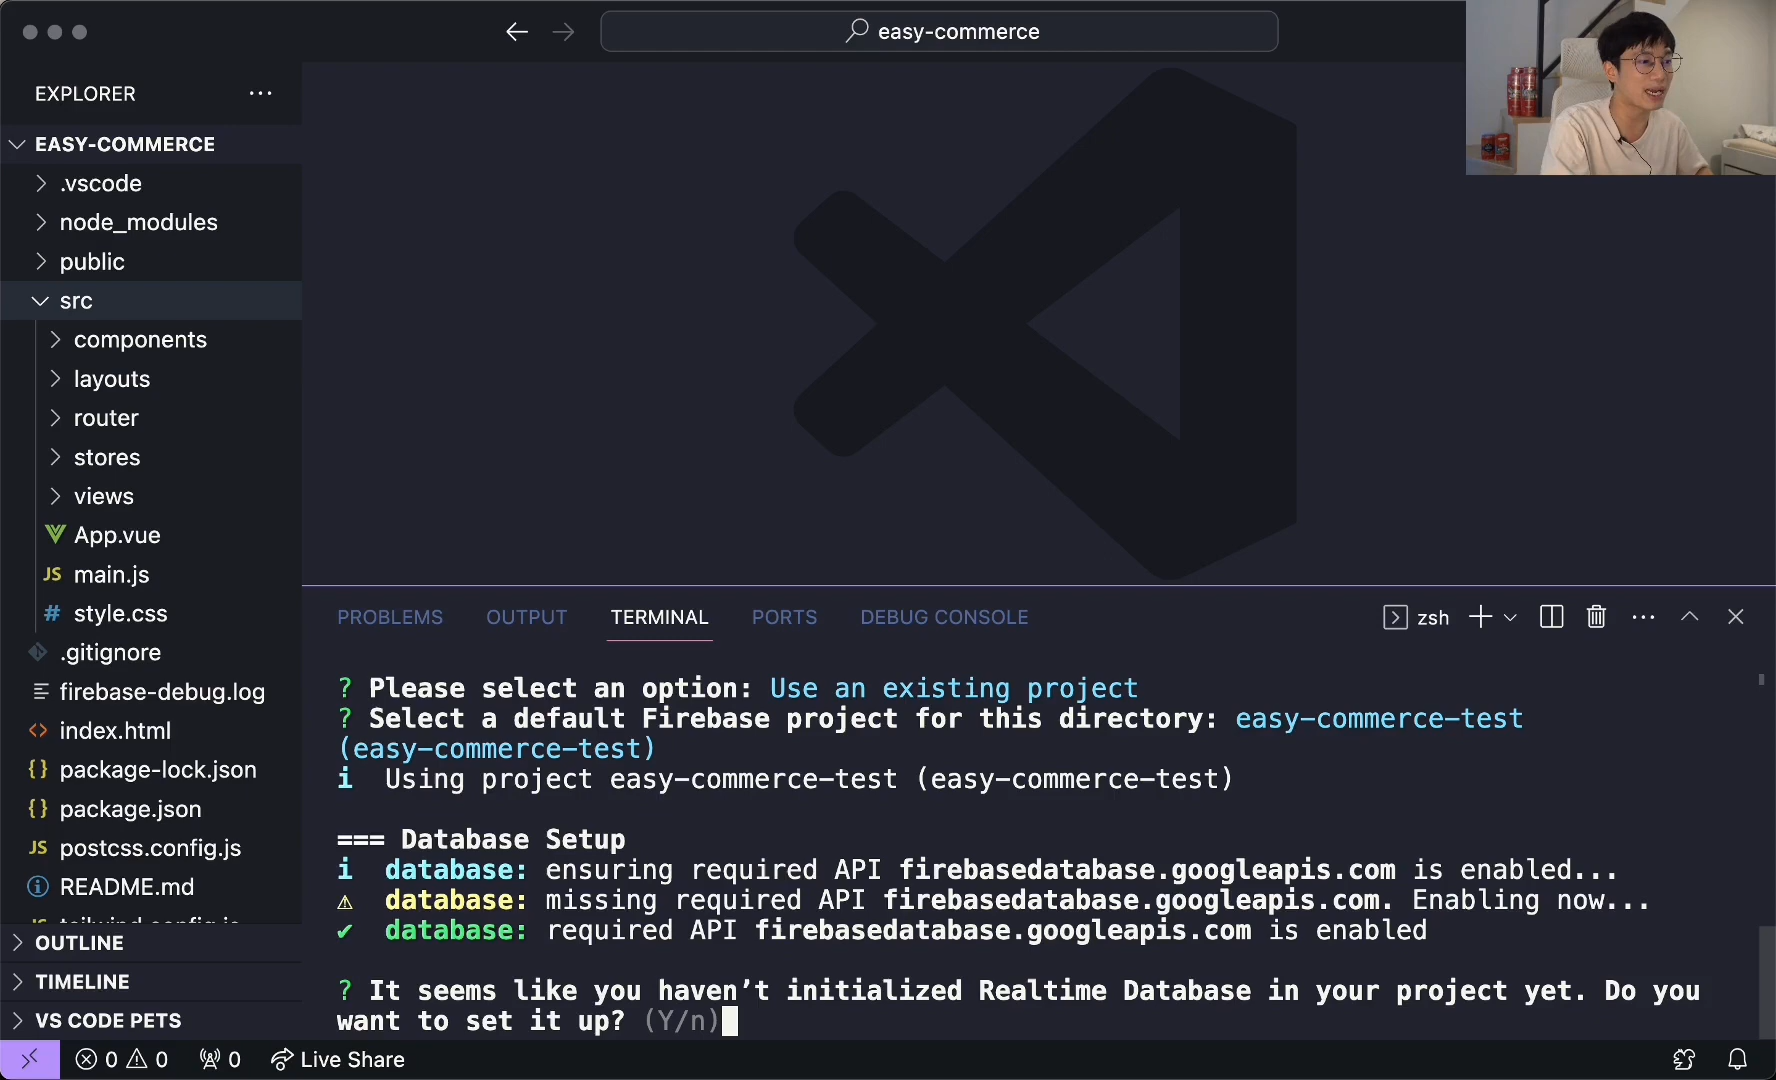 easy-commerce
EXPLORER
EASY-COMMERCE
.vscode
node_modules
public
src
components
layouts
router
stores
views
App.vue
JS main.js
# style.css
.gitignore
firebase-debug.log
<> index.html
{} package-lock.json
{} package.json
JS postcss.config.js
README.md
OUTLINE
TIMELINE
VS CODE PETS
PROBLEMS OUTPUT TERMINAL PORTS DEBUG CONSOLE zsh
? Please select an option: Use an existing project
? Select a default Firebase project for this directory: easy-commerce-test
(easy-commerce-test)
i Using project easy-commerce-test (easy-commerce-test)
=== Database Setup
i database: ensuring required API firebasedatabase.googleapis.com is enabled...
⚠ database: missing required API firebasedatabase.googleapis.com. Enabling now...
✔ database: required API firebasedatabase.googleapis.com is enabled
? It seems like you haven’t initialized Realtime Database in your project yet. Do you
want to set it up? (Y/n)
0 0 0 Live Share